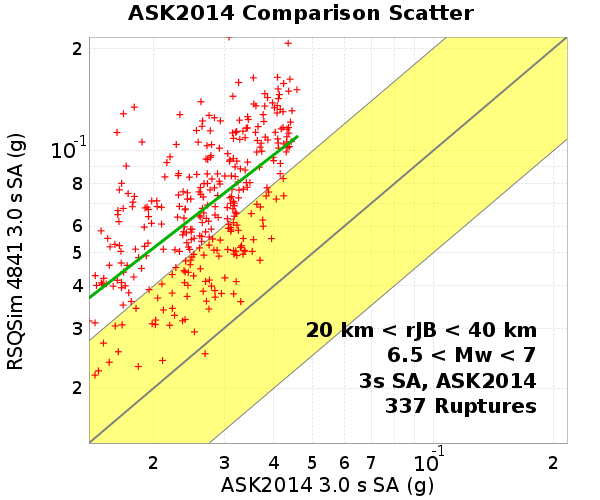 ASK2014 Comparison Scatter
RSQSim 4841 3.0 s SA (g)
2
10-1
8
6
5
4
3
2
20 km < rJB < 40 km
6.5 < Mw < 7
3s SA, ASK2014
337 Ruptures
2 3 4 5 6 7 10-1 2
ASK2014 3.0 s SA (g)